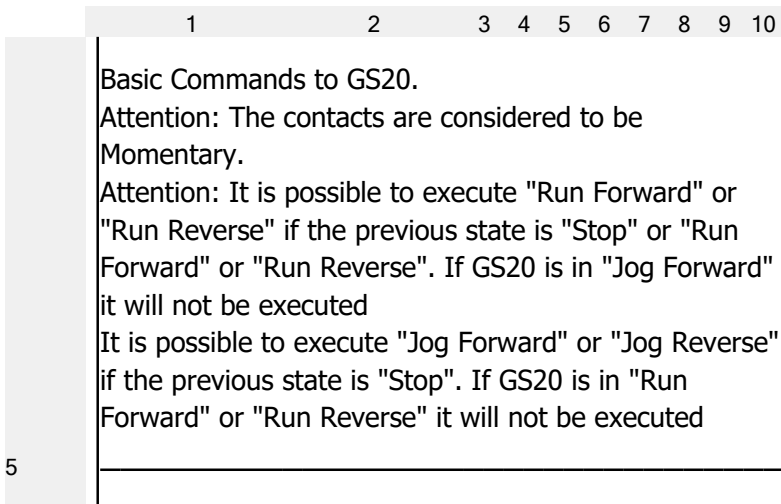 1 2 3 4 5 6 7 8 9 10
Basic Commands to GS20.
Attention: The contacts are considered to be
Momentary.
Attention: It is possible to execute "Run Forward" or
"Run Reverse" if the previous state is "Stop" or "Run
Forward" or "Run Reverse". If GS20 is in "Jog Forward"
it will not be executed
It is possible to execute "Jog Forward" or "Jog Reverse"
if the previous state is "Stop". If GS20 is in "Run
Forward" or "Run Reverse" it will not be executed
5